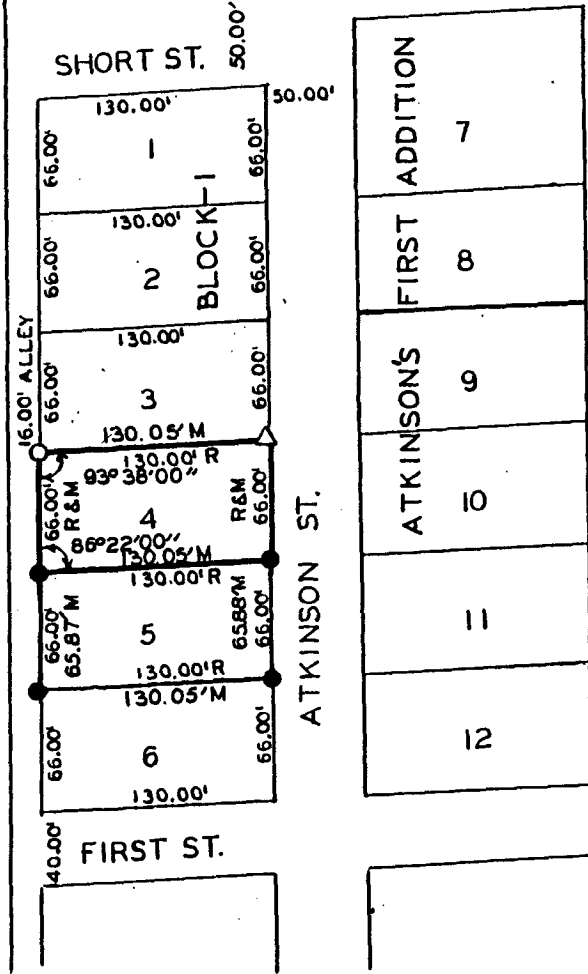 SHORT ST.
50.00'
50.00'
130.00'
66.00'
1
66.00'
BLOCK-1
130.00'
66.00'
2
66.00'
16.00' ALLEY
130.00'
66.00'
3
66.00'
130.05' M
130.00' R
93°38'00"
66.00'
R&M
4
R&M
66.00'
86°22'00"
130.05' M
130.00' R
66.00'
65.87' M
5
65.88' M
66.00'
130.00' R
130.05' M
66.00'
6
66.00'
130.00'
40.00'
FIRST ST.
ATKINSON ST.
ATKINSON'S FIRST ADDITION
7
8
9
10
11
12